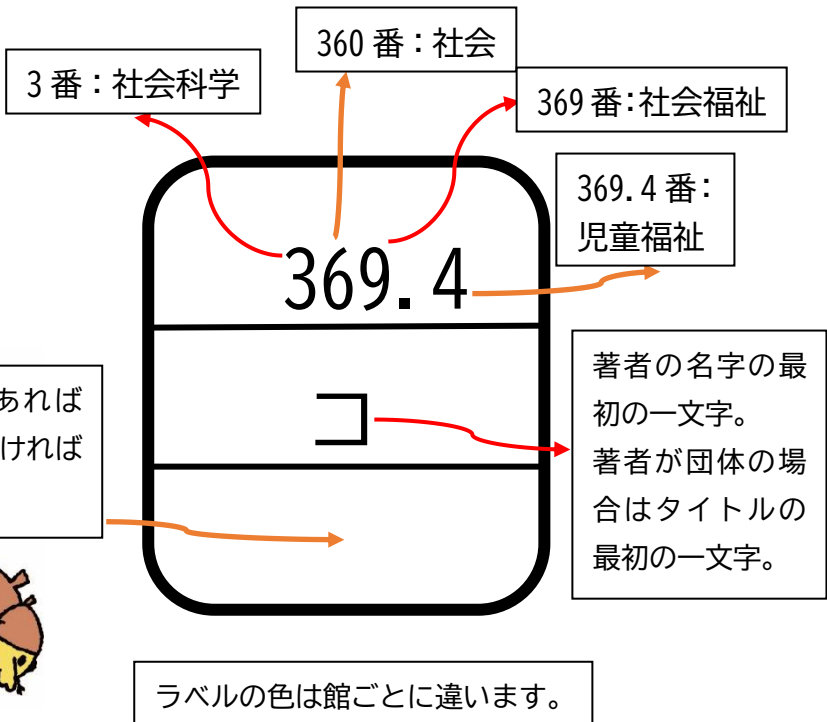 360番：社会
3番：社会科学
369番：社会福祉
369.4番：
児童福祉
369.4
コ
あれば
ければ
著者の名字の最
初の一文字。
著者が団体の場
合はタイトルの
最初の一文字。
ラベルの色は館ごとに違います。